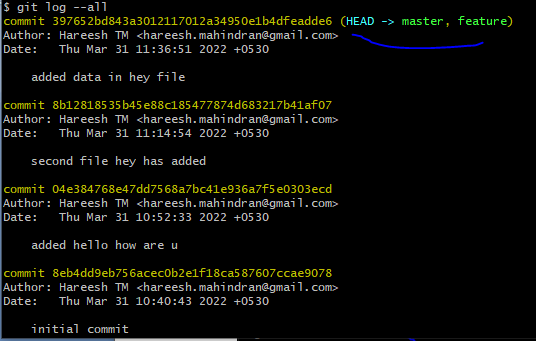 $ git log --all
commit 397652bd843a3012117012a34950e1b4dfeadde6 (HEAD -> master, feature)
Author: Hareesh TM <hareesh.mahindran@gmail.com>
Date:   Thu Mar 31 11:36:51 2022 +0530
added data in hey file
commit 8b12818535b45e88c185477874d683217b41af07
Author: Hareesh TM <hareesh.mahindran@gmail.com>
Date:   Thu Mar 31 11:14:54 2022 +0530
second file hey has added
commit 04e384768e47dd7568a7bc41e936a7f5e0303ecd
Author: Hareesh TM <hareesh.mahindran@gmail.com>
Date:   Thu Mar 31 10:52:33 2022 +0530
added hello how are u
commit 8eb4dd9eb756acec0b2e1f18ca587607ccae9078
Author: Hareesh TM <hareesh.mahindran@gmail.com>
Date:   Thu Mar 31 10:40:43 2022 +0530
initial commit